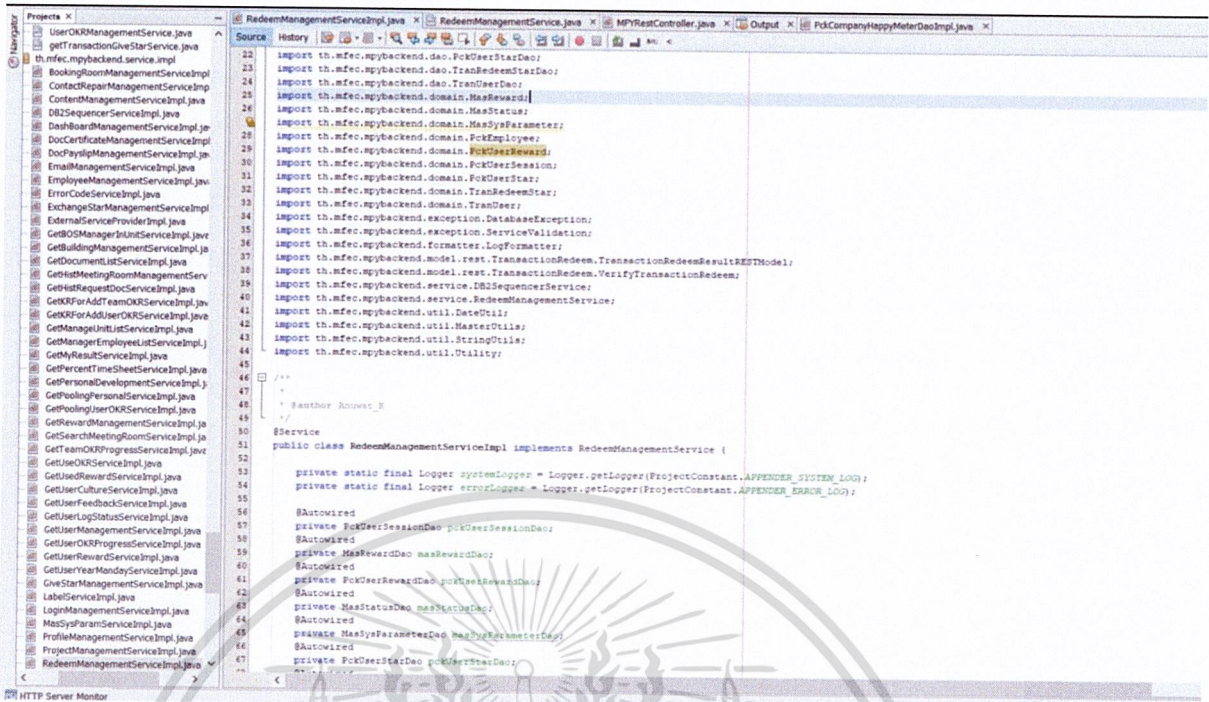 Projects ×
Navigator
UserOKRManagementService.java
getTransactionGiveStarService.java
th.mfec.mpybackend.service.impl
BookingRoomManagementServiceImpl
ContactRepairManagementServiceImp
ContentManagementServiceImpl.java
DB2SequencerServiceImpl.java
DashBoardManagementServiceImpl.ja
DocCertificateManagementServiceImpl
DocPayslipManagementServiceImpl.ja
EmailManagementServiceImpl.java
EmployeeManagementServiceImpl.java
ErrorCodeServiceImpl.java
ExchangeStarManagementServiceImpl
ExternalServiceProviderImpl.java
GetBOSManagerInUnitServiceImpl.java
GetBuildingManagementServiceImpl.ja
GetDocumentListServiceImpl.java
GetHistMeetingRoomManagementServ
GetHistRequestDocServiceImpl.java
GetKRForAddTeamOKRServiceImpl.jav
GetKRForAddUserOKRServiceImpl.java
GetManageUnitListServiceImpl.java
GetManagerEmployeeListServiceImpl.j
GetMyResultServiceImpl.java
GetPercentTimeSheetServiceImpl.java
GetPersonalDevelopmentServiceImpl.j
GetPoolingPersonalServiceImpl.java
GetPoolingUserOKRServiceImpl.java
GetRewardManagementServiceImpl.ja
GetSearchMeetingRoomServiceImpl.ja
GetTeamOKRProgressServiceImpl.java
GetUseOKRServiceImpl.java
GetUsedRewardServiceImpl.java
GetUserCultureServiceImpl.java
GetUserFeedbackServiceImpl.java
GetUserLogStatusServiceImpl.java
GetUserManagementServiceImpl.java
GetUserOKRProgressServiceImpl.java
GetUserRewardServiceImpl.java
GetUserYearMandayServiceImpl.java
GiveStarManagementServiceImpl.java
LabelServiceImpl.java
LoginManagementServiceImpl.java
MasSysParamServiceImpl.java
ProfileManagementServiceImpl.java
ProjectManagementServiceImpl.java
RedeemManagementServiceImpl.java
HTTP Server Monitor
RedeemManagementServiceImpl.java × RedeemManagementService.java × MPYRestController.java × Output × PckCompanyHappyMeterDaoImpl.java ×
Source History
22 import th.mfec.mpybackend.dao.PckUserStarDao;
23 import th.mfec.mpybackend.dao.TranRedeemStarDao;
24 import th.mfec.mpybackend.dao.TranUserDao;
25 import th.mfec.mpybackend.domain.MasReward;
26 import th.mfec.mpybackend.domain.MasStatus;
import th.mfec.mpybackend.domain.MasSysParameter;
28 import th.mfec.mpybackend.domain.PckEmployee;
29 import th.mfec.mpybackend.domain.PckUserReward;
30 import th.mfec.mpybackend.domain.PckUserSession;
31 import th.mfec.mpybackend.domain.PckUserStar;
32 import th.mfec.mpybackend.domain.TranRedeemStar;
33 import th.mfec.mpybackend.domain.TranUser;
34 import th.mfec.mpybackend.exception.DatabaseException;
35 import th.mfec.mpybackend.exception.ServiceValidation;
36 import th.mfec.mpybackend.formatter.LogFormatter;
37 import th.mfec.mpybackend.model.rest.TransactionRedeem.TransactionRedeemResultRESTModel;
38 import th.mfec.mpybackend.model.rest.TransactionRedeem.VerifyTransactionRedeem;
39 import th.mfec.mpybackend.service.DB2SequencerService;
40 import th.mfec.mpybackend.service.RedeemManagementService;
41 import th.mfec.mpybackend.util.DateUtil;
42 import th.mfec.mpybackend.util.MasterUtils;
43 import th.mfec.mpybackend.util.StringUtils;
44 import th.mfec.mpybackend.util.Utility;
45
46 /**
47 *
48 * @author Anuwat_K
49 */
50 @Service
51 public class RedeemManagementServiceImpl implements RedeemManagementService {
52
53 private static final Logger systemLogger = Logger.getLogger(ProjectConstant.APPENDER_SYSTEM_LOG);
54 private static final Logger errorLogger = Logger.getLogger(ProjectConstant.APPENDER_ERROR_LOG);
55
56 @Autowired
57 private PckUserSessionDao pckUserSessionDao;
58 @Autowired
59 private MasRewardDao masRewardDao;
60 @Autowired
61 private PckUserRewardDao pckUserRewardDao;
62 @Autowired
63 private MasStatusDao masStatusDao;
64 @Autowired
65 private MasSysParameterDao masSysParameterDao;
66 @Autowired
67 private PckUserStarDao pckUserStarDao;